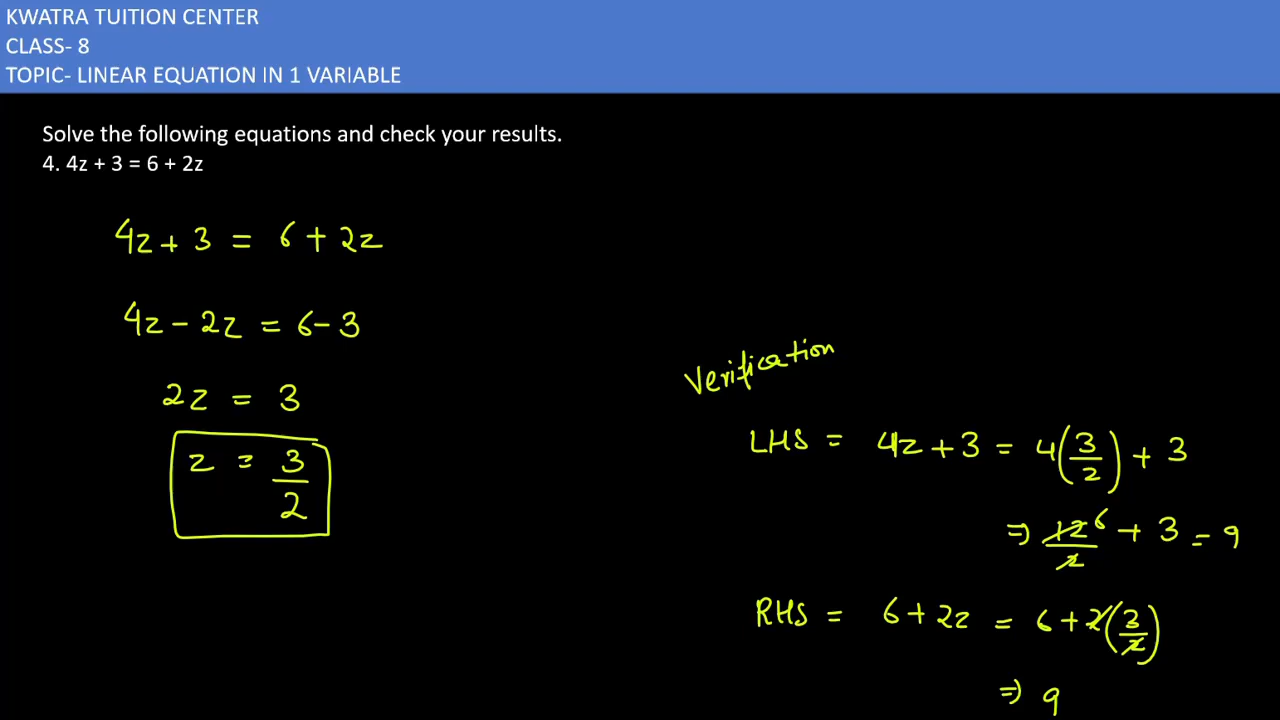 KWATRA TUITION CENTER
CLASS- 8
TOPIC- LINEAR EQUATION IN 1 VARIABLE
Solve the following equations and check your results.
4. 4z + 3 = 6 + 2z
4z + 3 = 6 + 2z
4z - 2z = 6 - 3
2z = 3
z = 3/2
Verification
LHS = 4z + 3 = 4(3/2) + 3
⇒ 12/2 6 + 3 = 9
RHS = 6 + 2z = 6 + 2(3/2)
⇒ 9